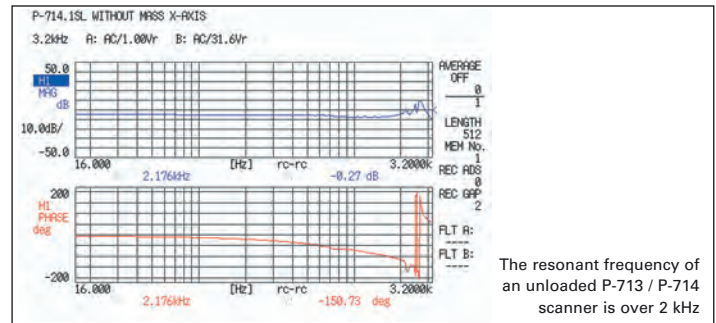 P-714.1SL WITHOUT MASS X-AXIS
3.2kHz A: AC/1.00Vr B: AC/31.6Vr
50.0
H1
MAG
dB
10.0dB/
-50.0
16.000 [Hz] rc-rc 3.2000k
2.176kHz -0.27 dB
200
H1
PHASE
deg
-200
16.000 [Hz] rc-rc 3.2000k
2.176kHz -150.73 deg
AVERAGE
OFF
0
1
LENGTH
512
MEM No.
1
REC ADS
0
REC GAP
2
FLT A:
----
FLT B:
----
The resonant frequency of
an unloaded P-713 / P-714
scanner is over 2 kHz